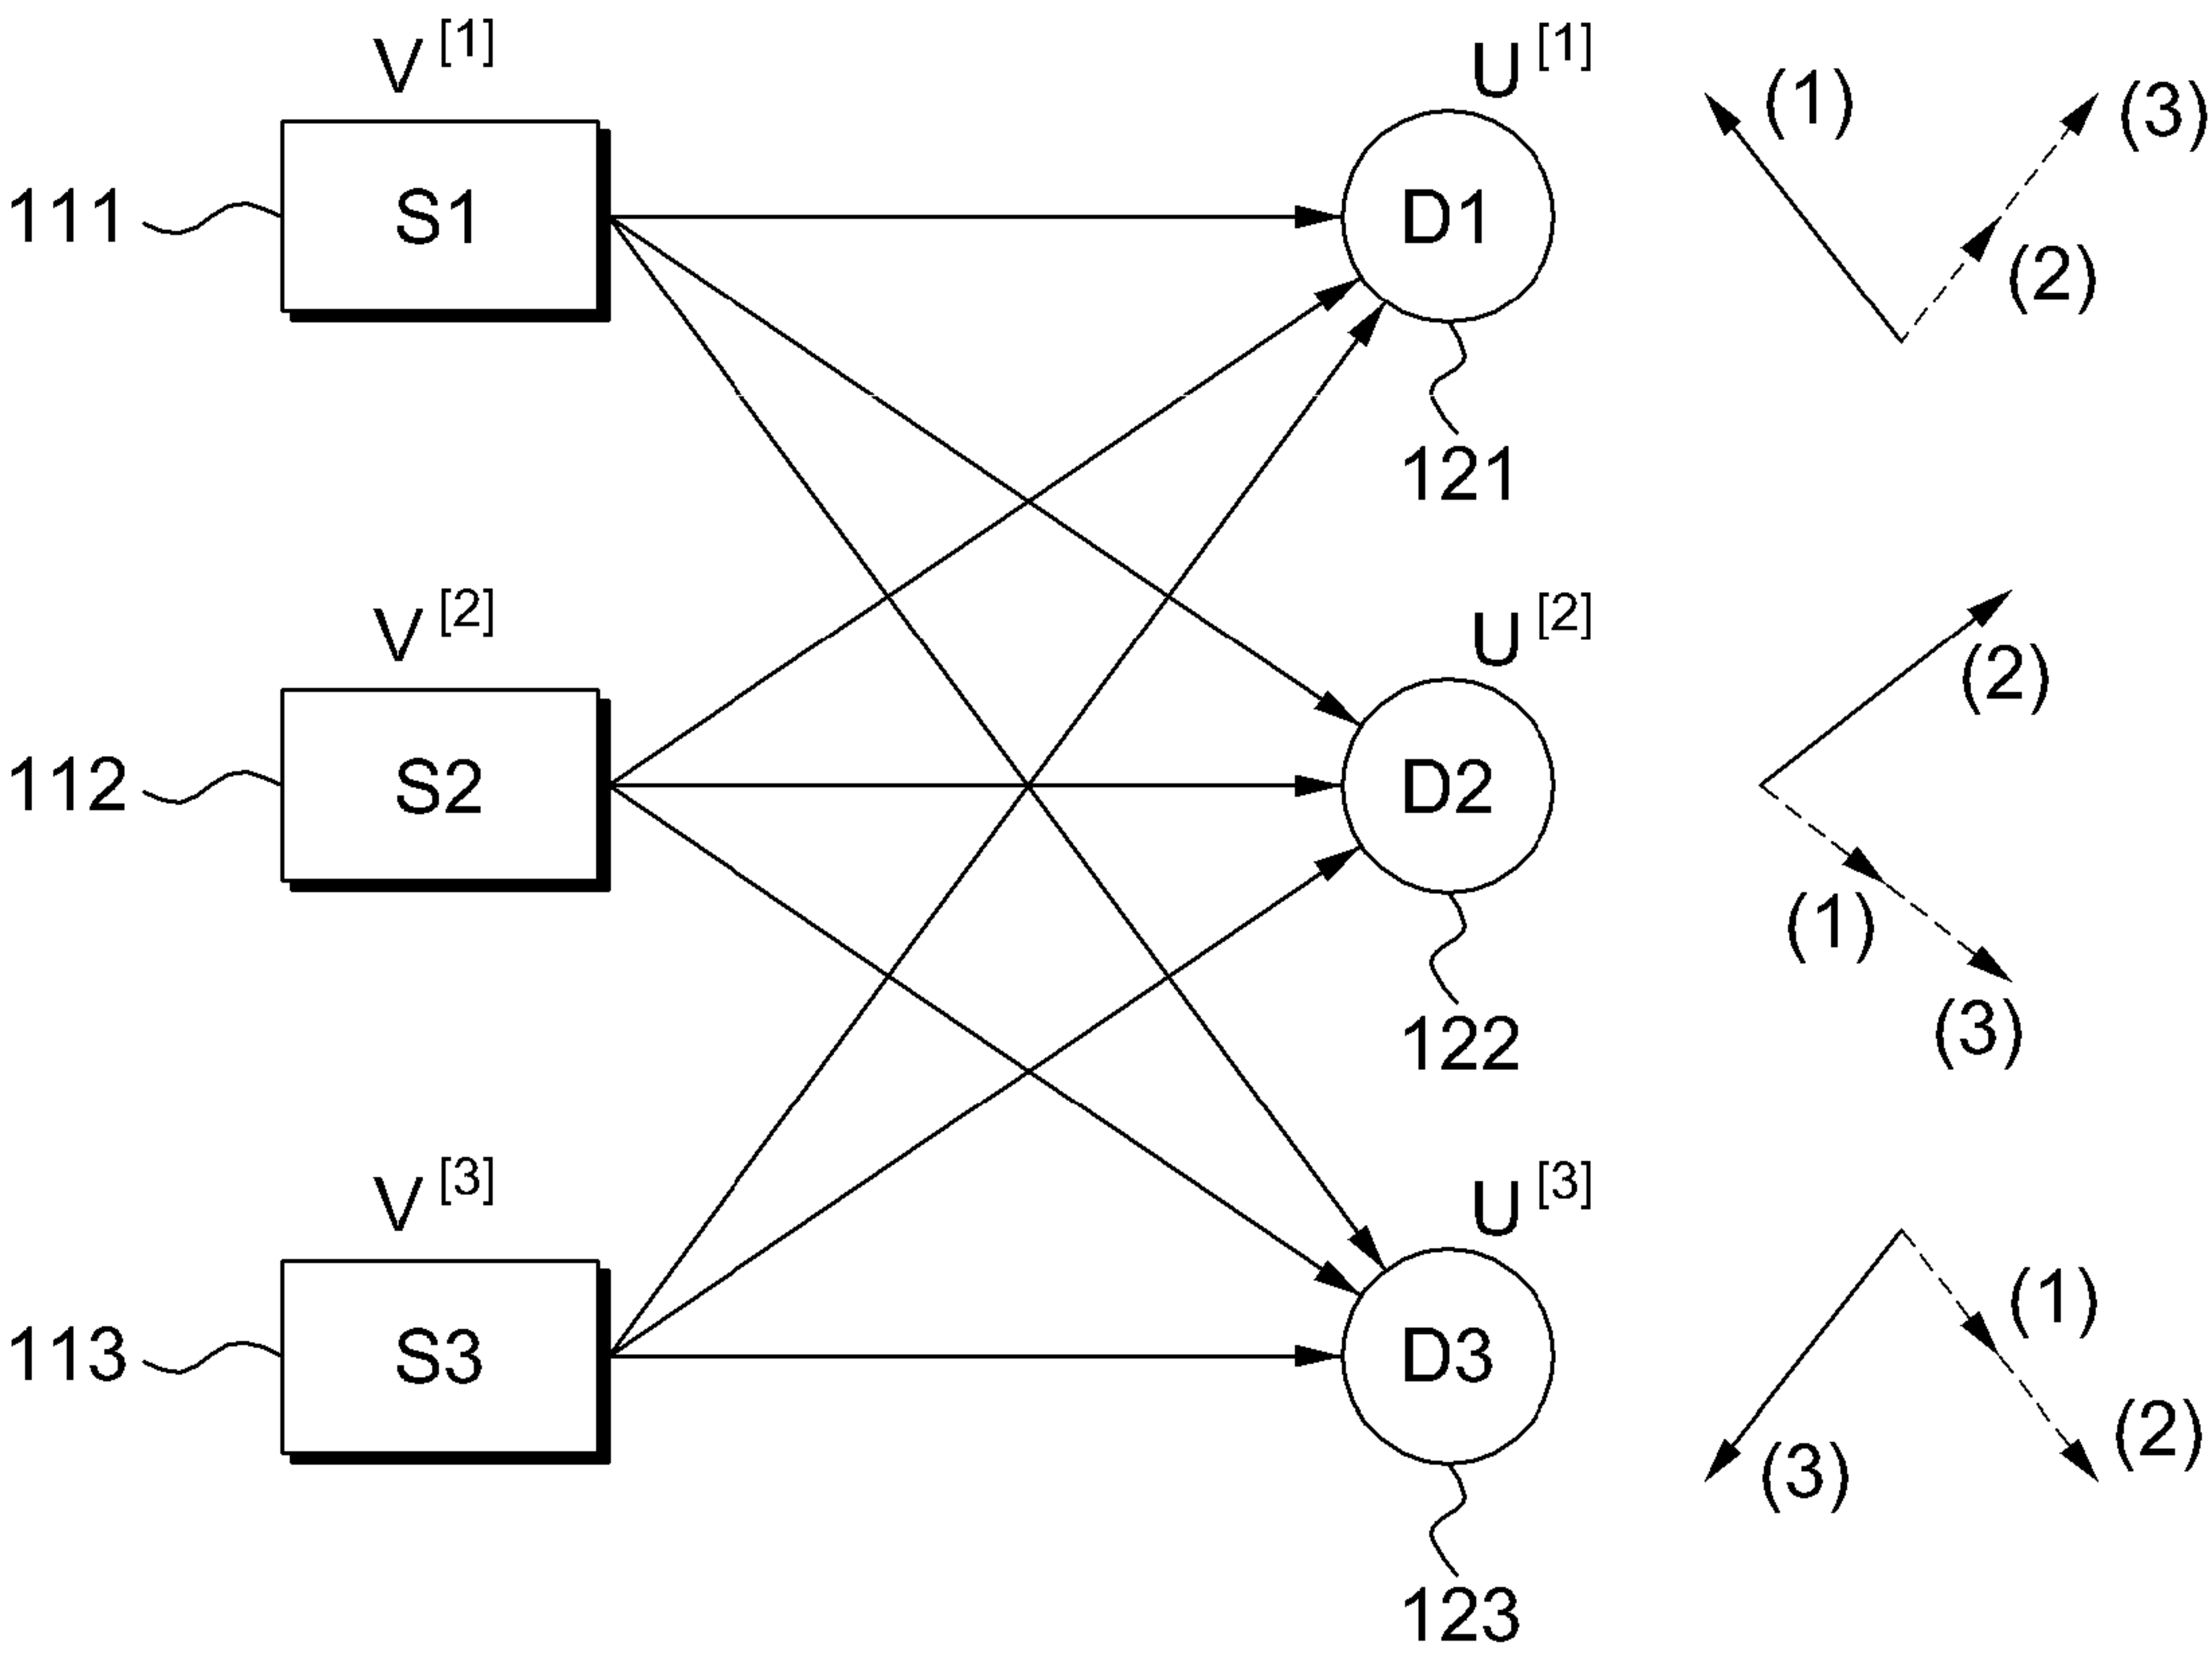 V[1]
U[1]
(1)
(3)
111
S1
D1
(2)
121
V[2]
U[2]
(2)
112
S2
D2
(1)
(3)
122
V[3]
U[3]
(1)
113
S3
D3
(2)
(3)
123